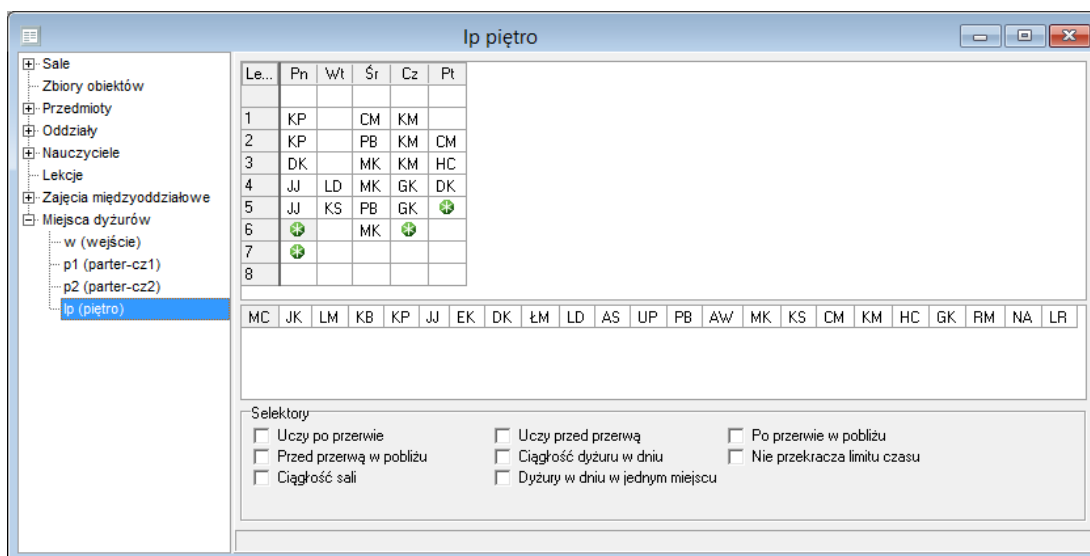 Ip piętro
Sale
Zbiory obiektów
Przedmioty
Oddziały
Nauczyciele
Lekcje
Zajęcia międzyoddziałowe
Miejsca dyżurów
w (wejście)
p1 (parter-cz1)
p2 (parter-cz2)
Ip (piętro)
Le... Pn Wt Śr Cz Pt
1 KP CM KM
2 KP PB KM CM
3 DK MK KM HC
4 JJ LD MK GK DK
5 JJ KS PB GK
6 MK
7
8
MC JK LM KB KP JJ EK DK ŁM LD AS UP PB AW MK KS CM KM HC GK RM NA LR
Selektory
Uczy po przerwie Uczy przed przerwą Po przerwie w pobliżu
Przed przerwą w pobliżu Ciągłość dyżuru w dniu Nie przekracza limitu czasu
Ciągłość sali Dyżury w dniu w jednym miejscu